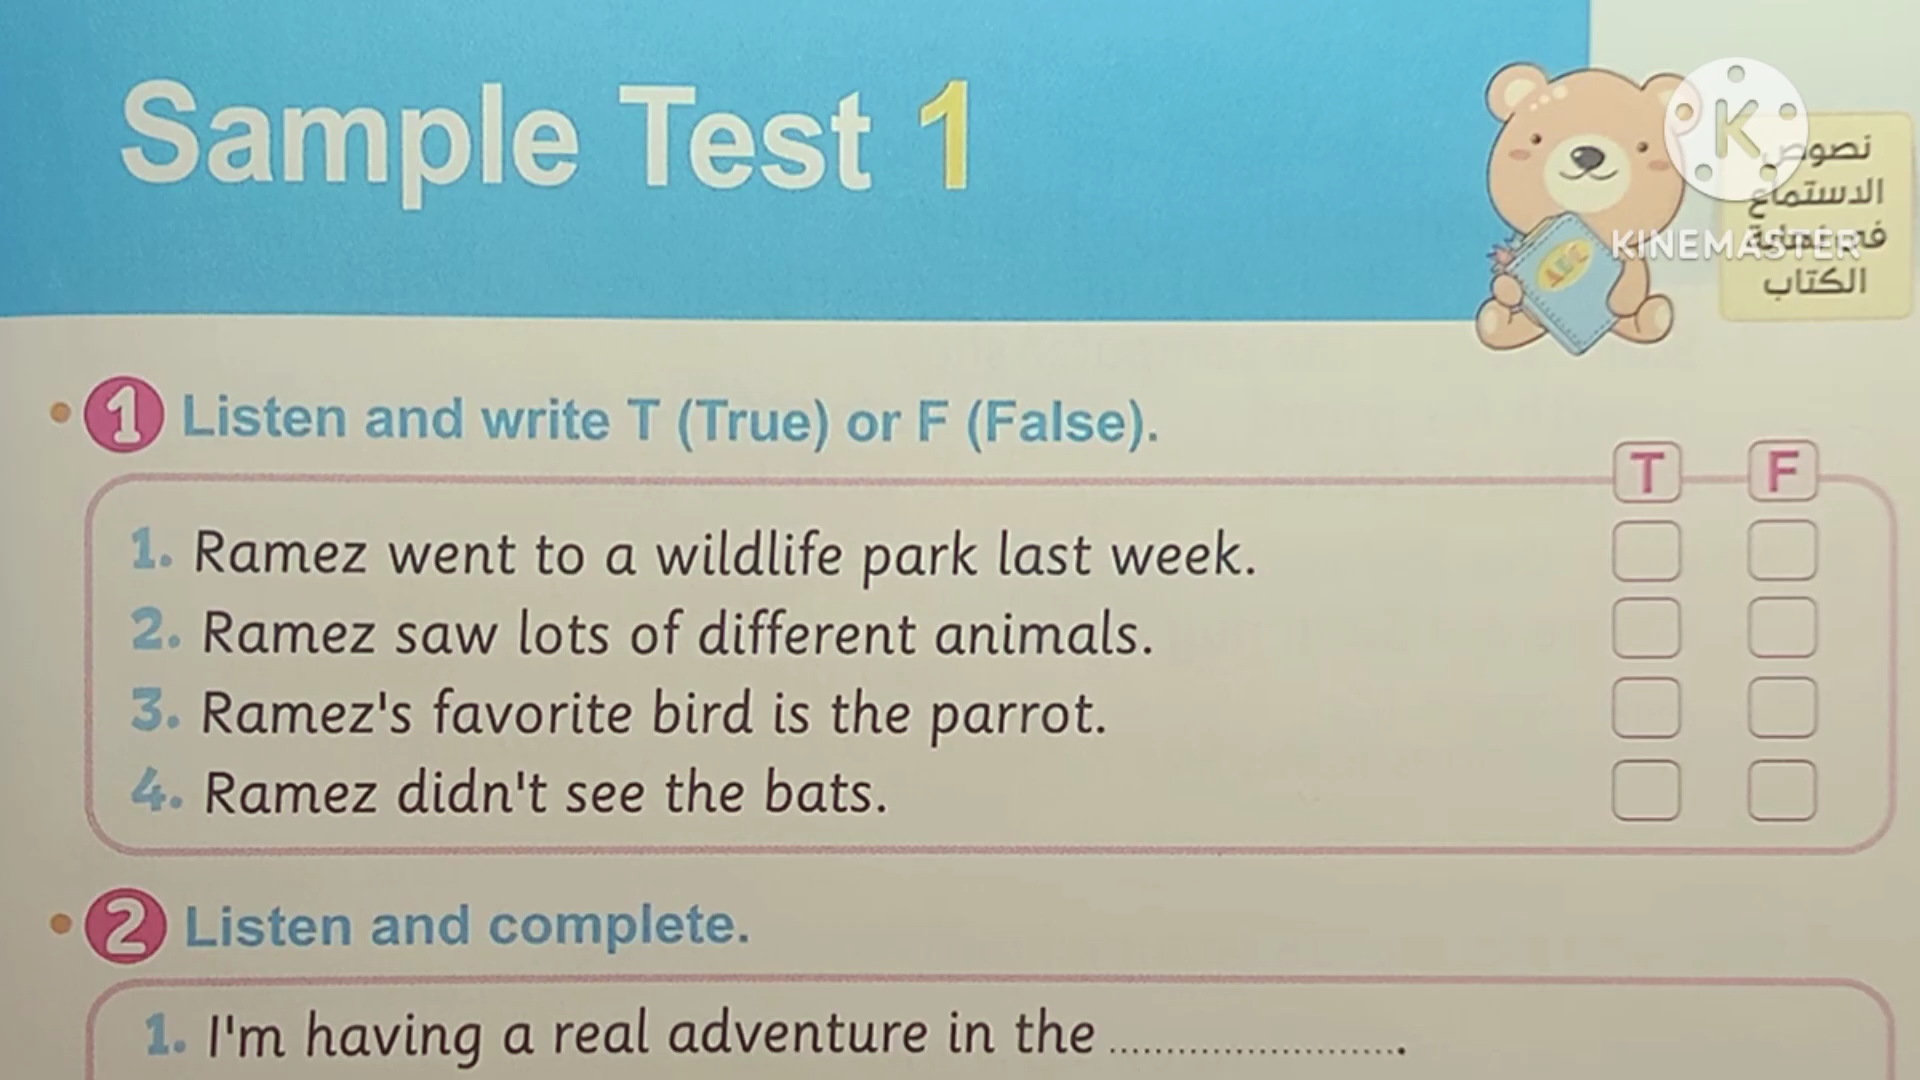 Sample Test 1
نصوص
الاستماع
في نهاية
الكتاب
K
KINEMASTER
ABC
1 Listen and write T (True) or F (False).
T F
1. Ramez went to a wildlife park last week.
2. Ramez saw lots of different animals.
3. Ramez's favorite bird is the parrot.
4. Ramez didn't see the bats.
2 Listen and complete.
1. I'm having a real adventure in the ..........................